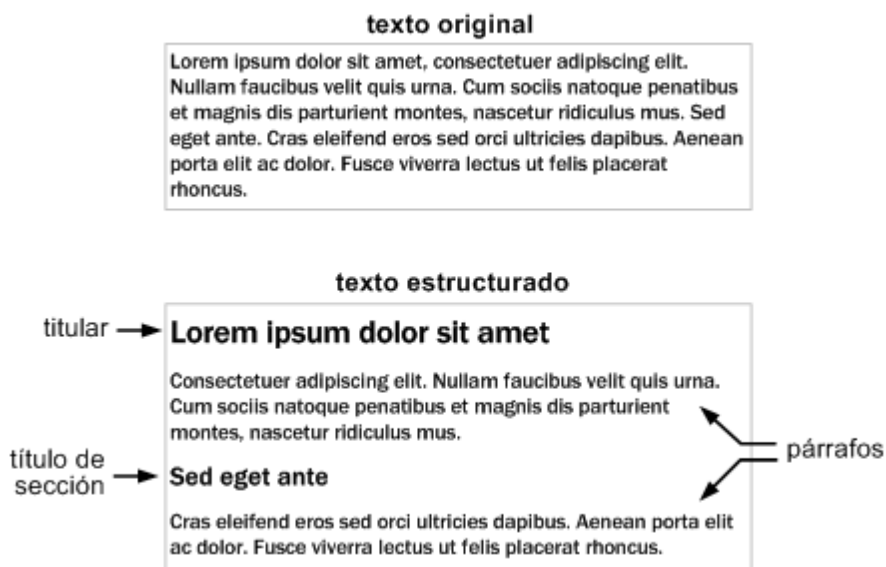 texto original
Lorem ipsum dolor sit amet, consectetuer adipiscing elit.
Nullam faucibus velit quis urna. Cum sociis natoque penatibus
et magnis dis parturient montes, nascetur ridiculus mus. Sed
eget ante. Cras eleifend eros sed orci ultricies dapibus. Aenean
porta elit ac dolor. Fusce viverra lectus ut felis placerat
rhoncus.
texto estructurado
titular
Lorem ipsum dolor sit amet
Consectetuer adipiscing elit. Nullam faucibus velit quis urna.
Cum sociis natoque penatibus et magnis dis parturient
montes, nascetur ridiculus mus.
párrafos
título de
sección
Sed eget ante
Cras eleifend eros sed orci ultricies dapibus. Aenean porta elit
ac dolor. Fusce viverra lectus ut felis placerat rhoncus.